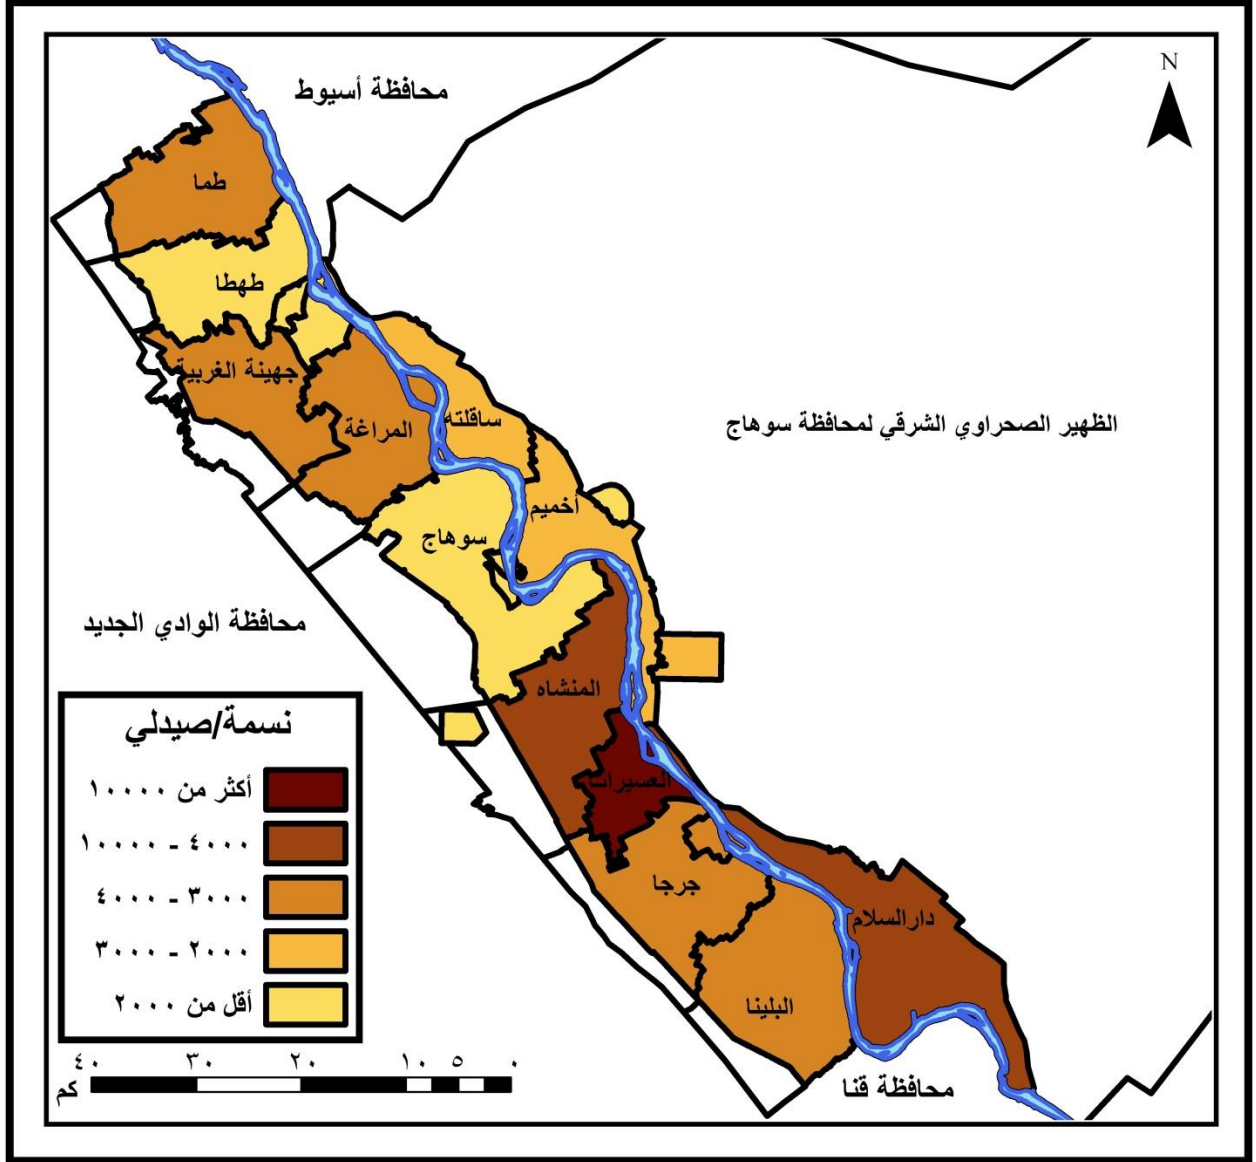 N
محافظة أسيوط
طما
طهطا
جهينة الغربية
المراغة
ساقلته
الظهير الصحراوي الشرقي لمحافظة سوهاج
أخميم
سوهاج
محافظة الوادي الجديد
المنشاه
العسيرات
جرجا
دار السلام
البلينا
محافظة قنا
نسمة/صيدلي
أكثر من ١٠٠٠٠
٤٠٠٠ - ١٠٠٠٠
٣٠٠٠ - ٤٠٠٠
٢٠٠٠ - ٣٠٠٠
أقل من ٢٠٠٠
٤٠ ٣٠ ٢٠ ١٠ ٥ ٠
كم